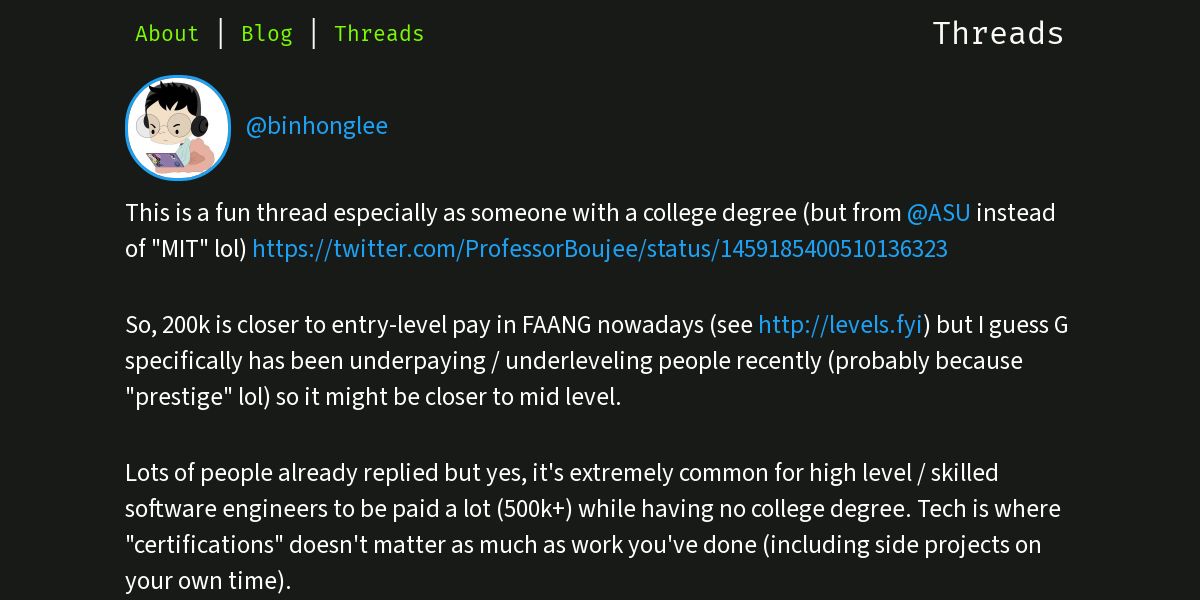 About | Blog | Threads
Threads
@binhonglee
This is a fun thread especially as someone with a college degree (but from @ASU instead
of "MIT" lol) https://twitter.com/ProfessorBoujee/status/1459185400510136323
So, 200k is closer to entry-level pay in FAANG nowadays (see http://levels.fyi) but I guess G
specifically has been underpaying / underleveling people recently (probably because
"prestige" lol) so it might be closer to mid level.
Lots of people already replied but yes, it's extremely common for high level / skilled
software engineers to be paid a lot (500k+) while having no college degree. Tech is where
"certifications" doesn't matter as much as work you've done (including side projects on
your own time).